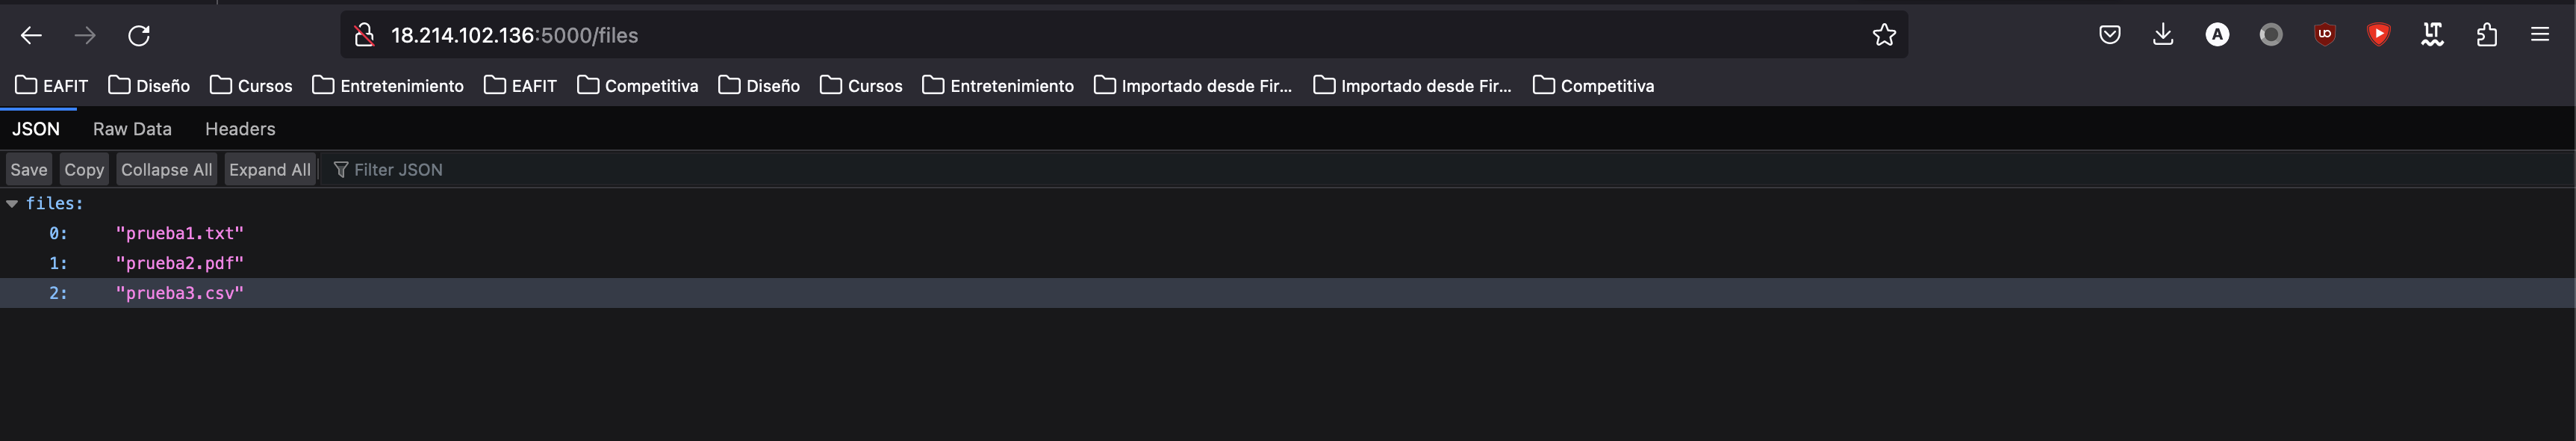 18.214.102.136:5000/files
A UO LT
EAFIT Diseño Cursos Entretenimiento EAFIT Competitiva Diseño Cursos Entretenimiento Importado desde Fir... Importado desde Fir... Competitiva
JSON Raw Data Headers
Save Copy Collapse All Expand All Filter JSON
files:
0: "prueba1.txt"
1: "prueba2.pdf"
2: "prueba3.csv"